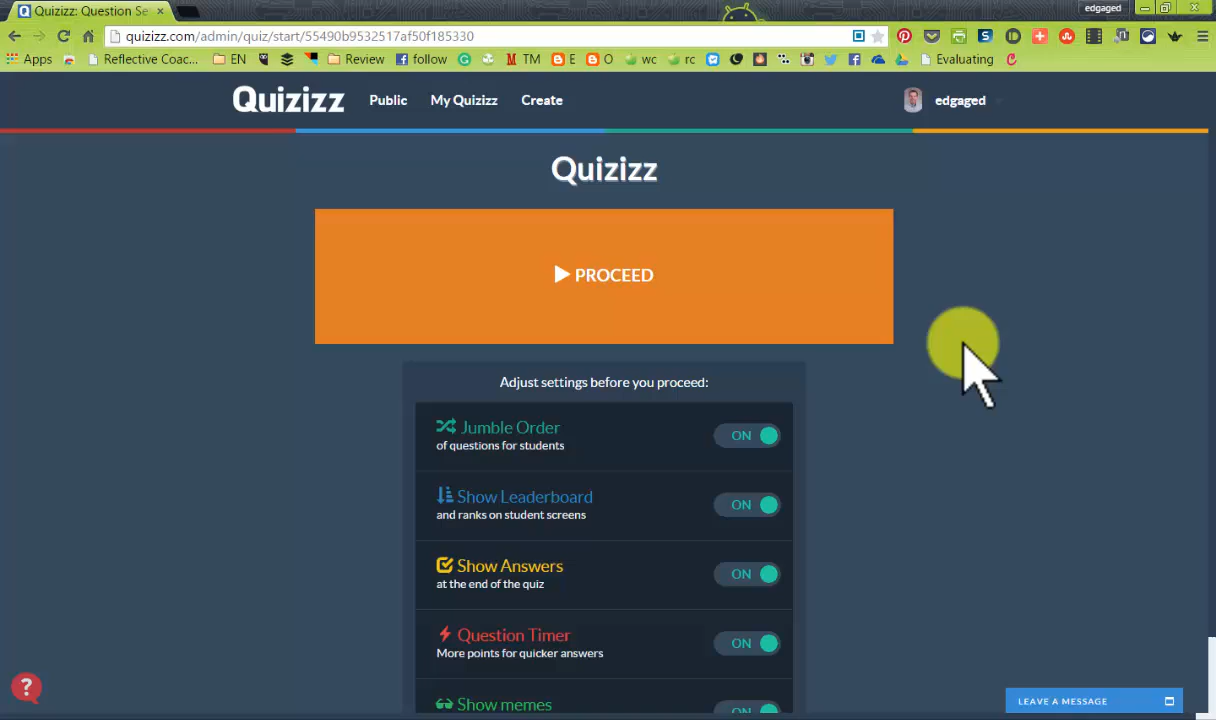 edgaged
Quizizz: Question Se
quizizz.com/admin/quiz/start/55490b9532517af50f185330
Apps Reflective Coac... EN Review follow TM E O wc rc Evaluating
Quizizz Public My Quizizz Create edgaged
Quizizz
PROCEED
Adjust settings before you proceed:
Jumble Order
of questions for students
ON
Show Leaderboard
and ranks on student screens
ON
Show Answers
at the end of the quiz
ON
Question Timer
More points for quicker answers
ON
Show memes
ON
?
LEAVE A MESSAGE